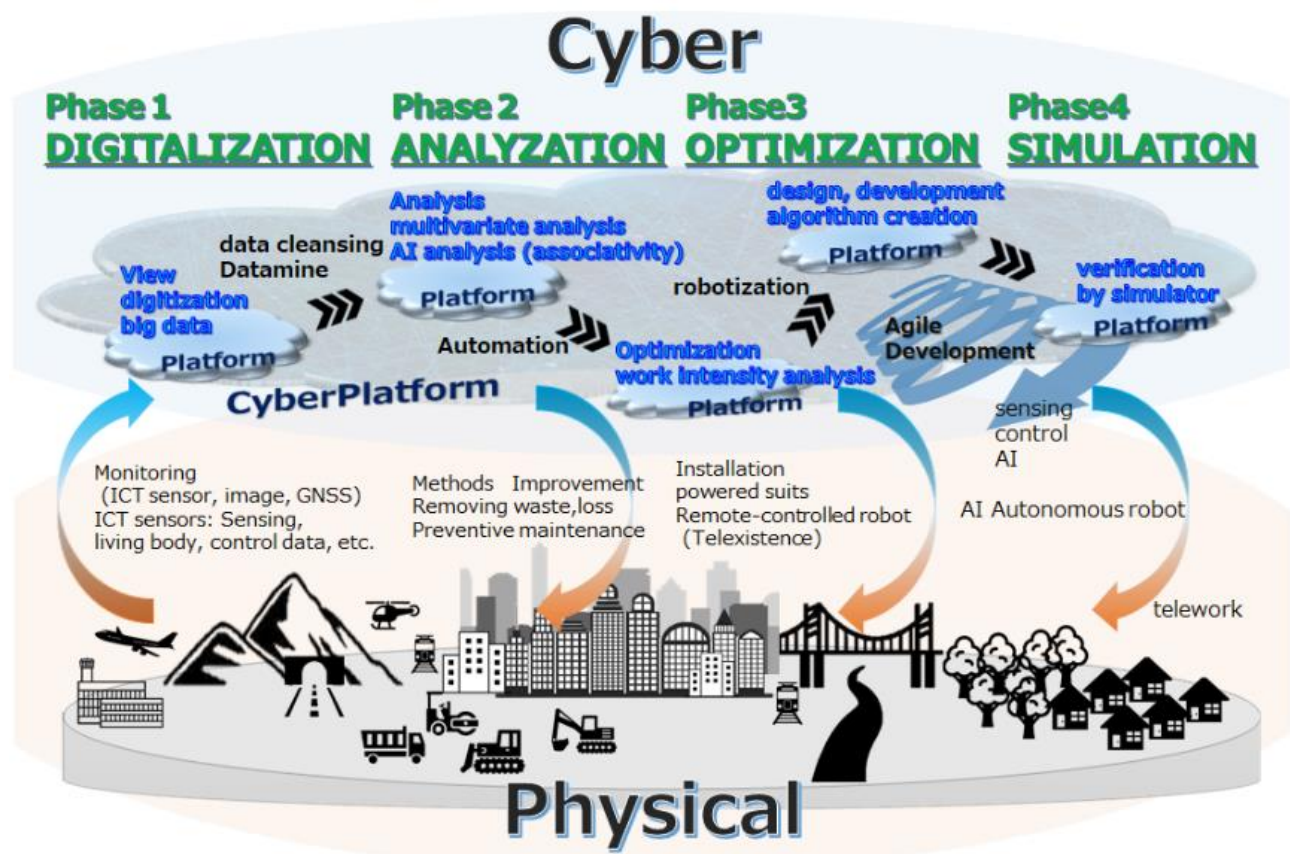 Cyber
Phase 1
DIGITALIZATION
Phase 2
ANALYZATION
Phase3
OPTIMIZATION
Phase4
SIMULATION
View
digitization
big data
Platform
data cleansing
Datamine
Analysis
multivariate analysis
AI analysis (associativity)
Platform
Automation
Optimization
work intensity analysis
Platform
robotization
design, development
algorithm creation
Platform
Agile
Development
verification
by simulator
Platform
CyberPlatform
Monitoring
(ICT sensor, image, GNSS)
ICT sensors: Sensing,
living body, control data, etc.
Methods Improvement
Removing waste,loss
Preventive maintenance
Installation
powered suits
Remote-controlled robot
(Telexistence)
sensing
control
AI
AI Autonomous robot
telework
Physical